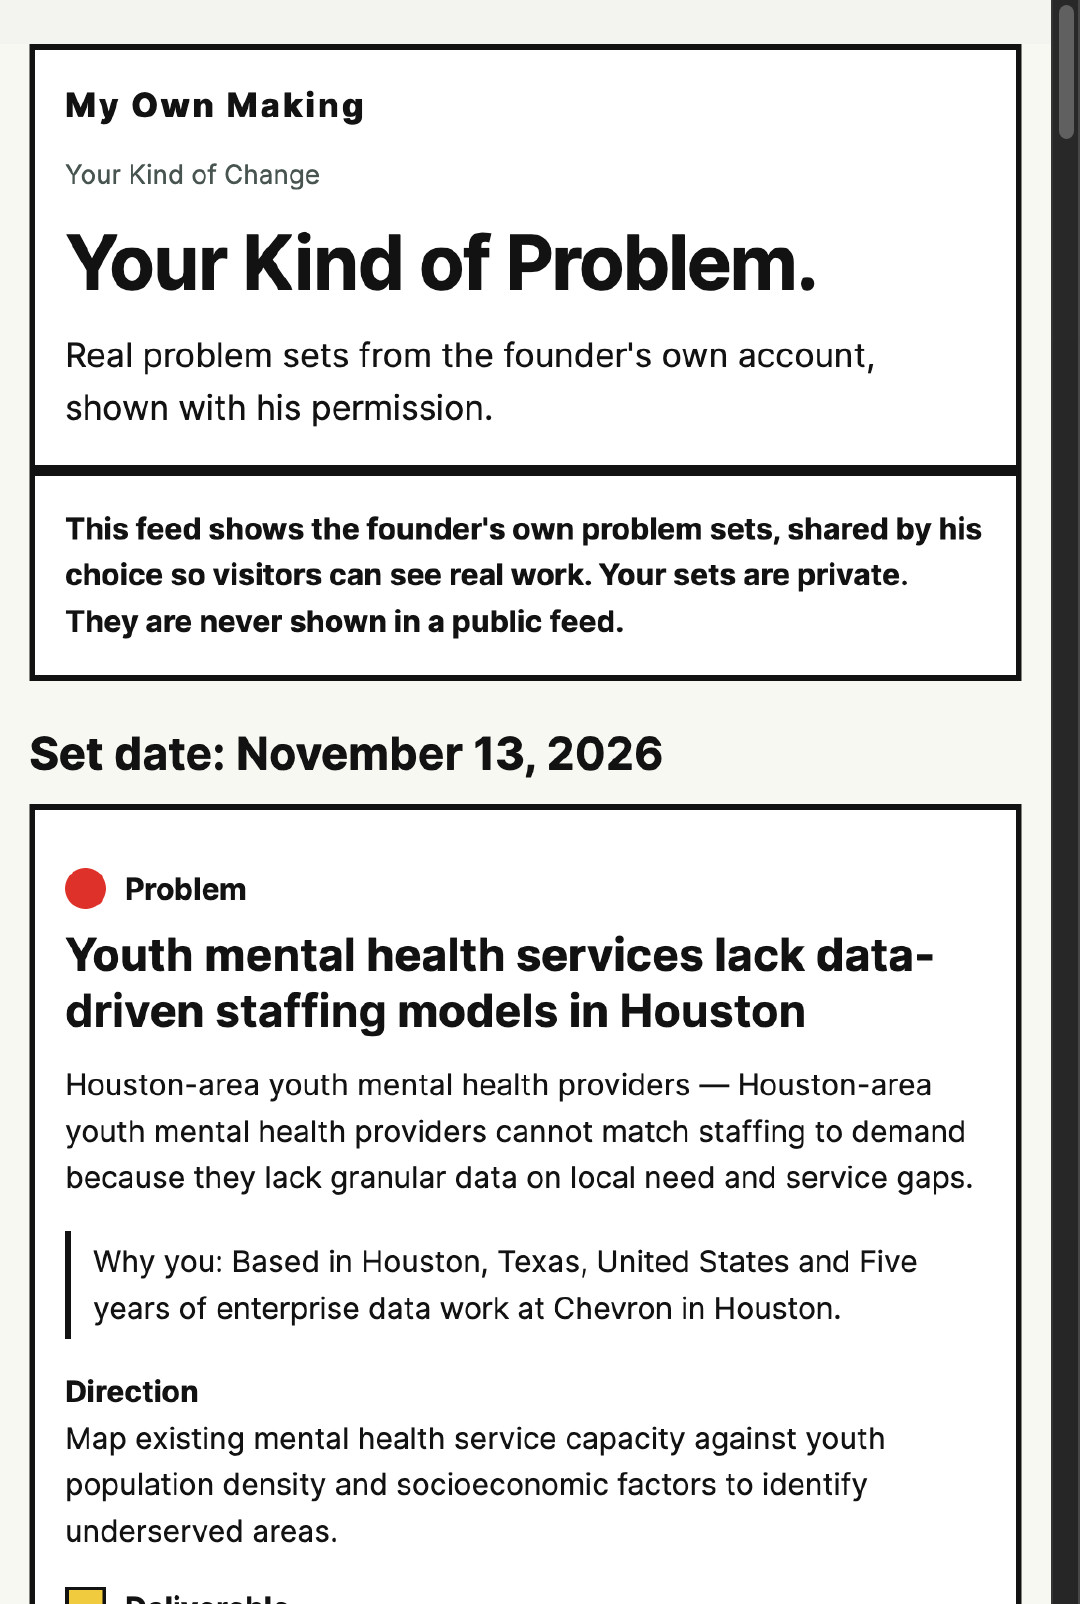 My Own Making
Your Kind of Change
Your Kind of Problem.
Real problem sets from the founder's own account,
shown with his permission.
This feed shows the founder's own problem sets, shared by his
choice so visitors can see real work. Your sets are private.
They are never shown in a public feed.
Set date: November 13, 2026
Problem
Youth mental health services lack data-
driven staffing models in Houston
Houston-area youth mental health providers — Houston-area
youth mental health providers cannot match staffing to demand
because they lack granular data on local need and service gaps.
Why you: Based in Houston, Texas, United States and Five
years of enterprise data work at Chevron in Houston.
Direction
Map existing mental health service capacity against youth
population density and socioeconomic factors to identify
underserved areas.
Deliverable